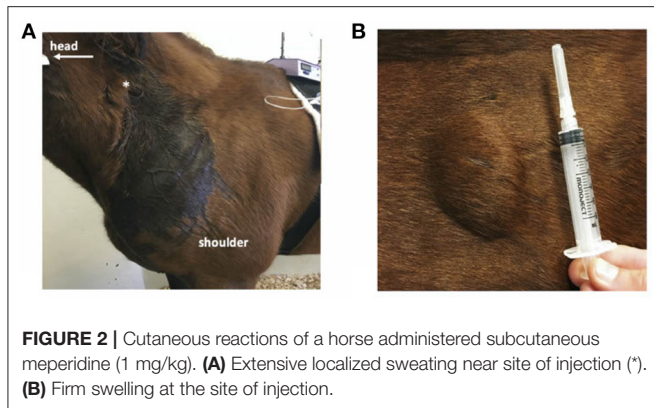 A
B
head
*
shoulder
monoject
FIGURE 2 | Cutaneous reactions of a horse administered subcutaneous
meperidine (1 mg/kg). (A) Extensive localized sweating near site of injection (*).
(B) Firm swelling at the site of injection.